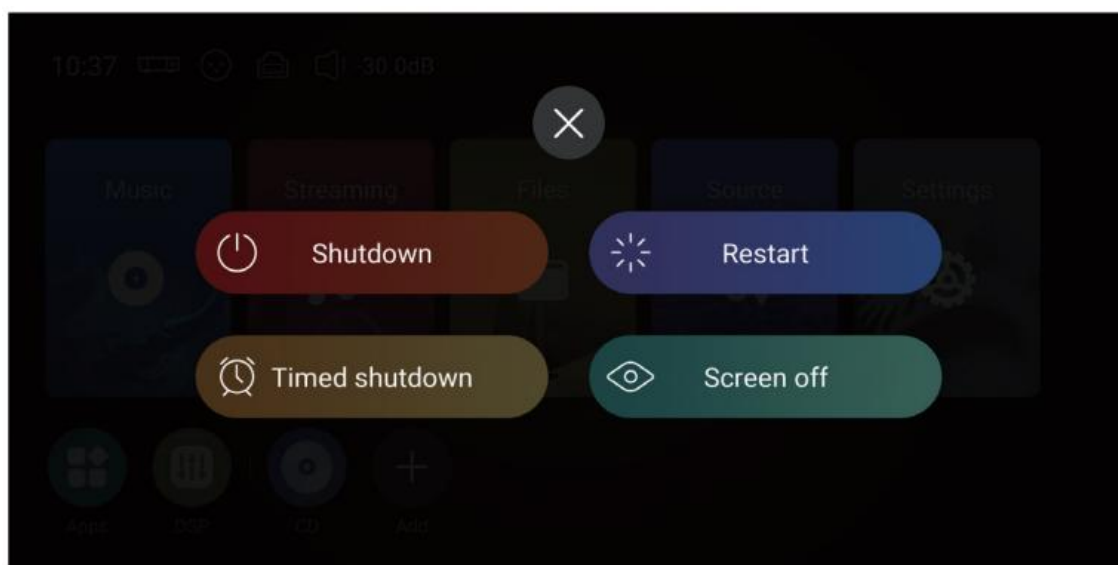 10:37 -30.0dB
Music Streaming Files Source Settings
Shutdown Restart
Timed shutdown Screen off
Apps DSP CD Add